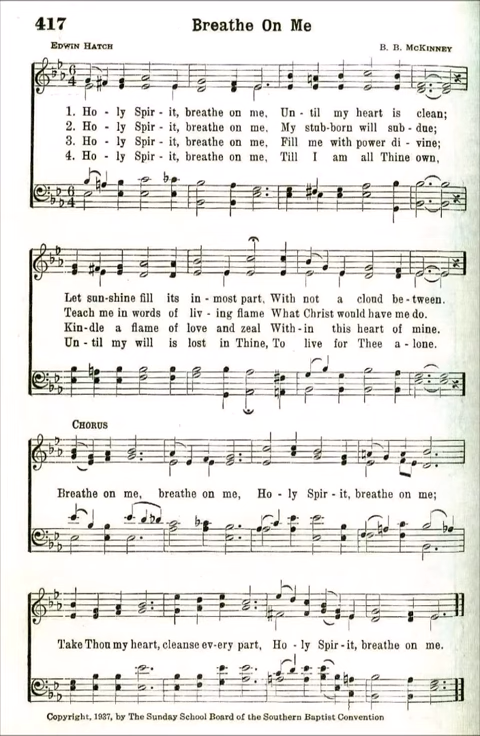 417 Breathe On Me
EDWIN HATCH B. B. MCKINNEY
1. Ho - ly Spir - it, breathe on me, Un - til my heart is clean;
2. Ho - ly Spir - it, breathe on me, My stub-born will sub - due;
3. Ho - ly Spir - it, breathe on me, Fill me with power di - vine;
4. Ho - ly Spir - it, breathe on me, Till I am all Thine own,
Let sun-shine fill its in - most part, With not a cloud be - tween.
Teach me in words of liv - ing flame What Christ would have me do.
Kin-dle a flame of love and zeal With-in this heart of mine.
Un - til my will is lost in Thine, To live for Thee a - lone.
CHORUS
Breathe on me, breathe on me, Ho - ly Spir - it, breathe on me;
Take Thou my heart, cleanse ev-ery part, Ho - ly Spir - it, breathe on me.
Copyright, 1937, by The Sunday School Board of the Southern Baptist Convention